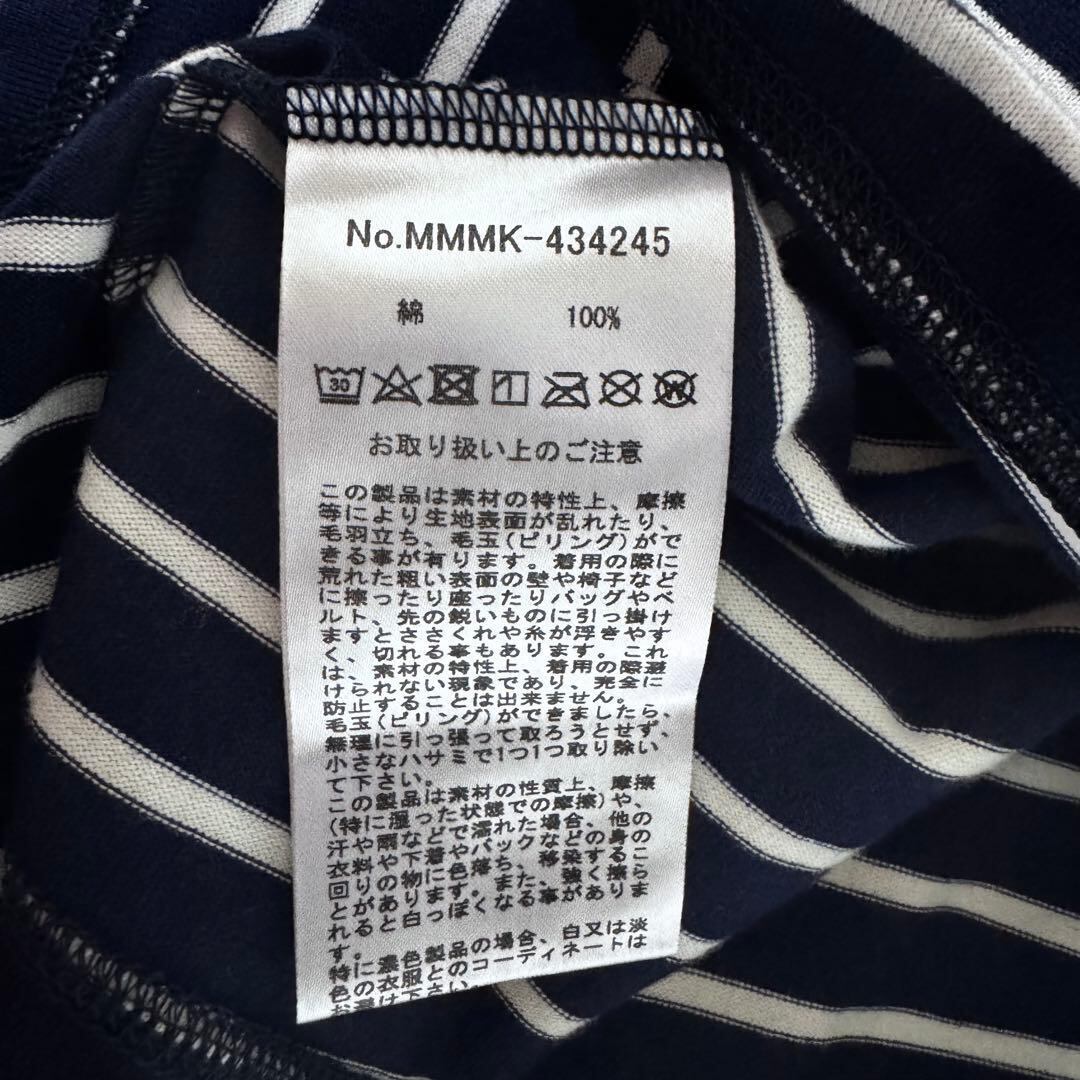 No.MMMK-434245
綿 100%
30
お取り扱い上のご注意
この製品は素材の特性上、摩擦
等により生地表面が乱れたり、
毛羽立ち、毛玉(ピリング)がで
きる事が有ります。着用の際に
荒れた粗い表面の壁や椅子など
に擦ったり座ったりバッグやベ
ルト、先の鋭いものに引っ掛け
ますとささくれや糸が浮きやす
く、切れる事もあります。これ
は、素材の特性上、着用の際避
けられない現象であり、完全に
防止することは出来ません。
毛玉(ピリング)ができましたら、
無理に引っ張って取ろうとせず、
小さなハサミで1つ1つ取り除い
て下さい。
この製品は素材の性質上、摩擦
(特に湿った状態での摩擦)や、
汗や雨などで濡れた場合、他の
衣料や下着やバックなどの身の
回りの物に色落ち、移染するこ
とがあります。また、強く擦ら
れると白っぽくなる事がありま
す。
特に濃色製品の場合、白又は淡
色の衣服とのコーディネートは
お避け下さい。